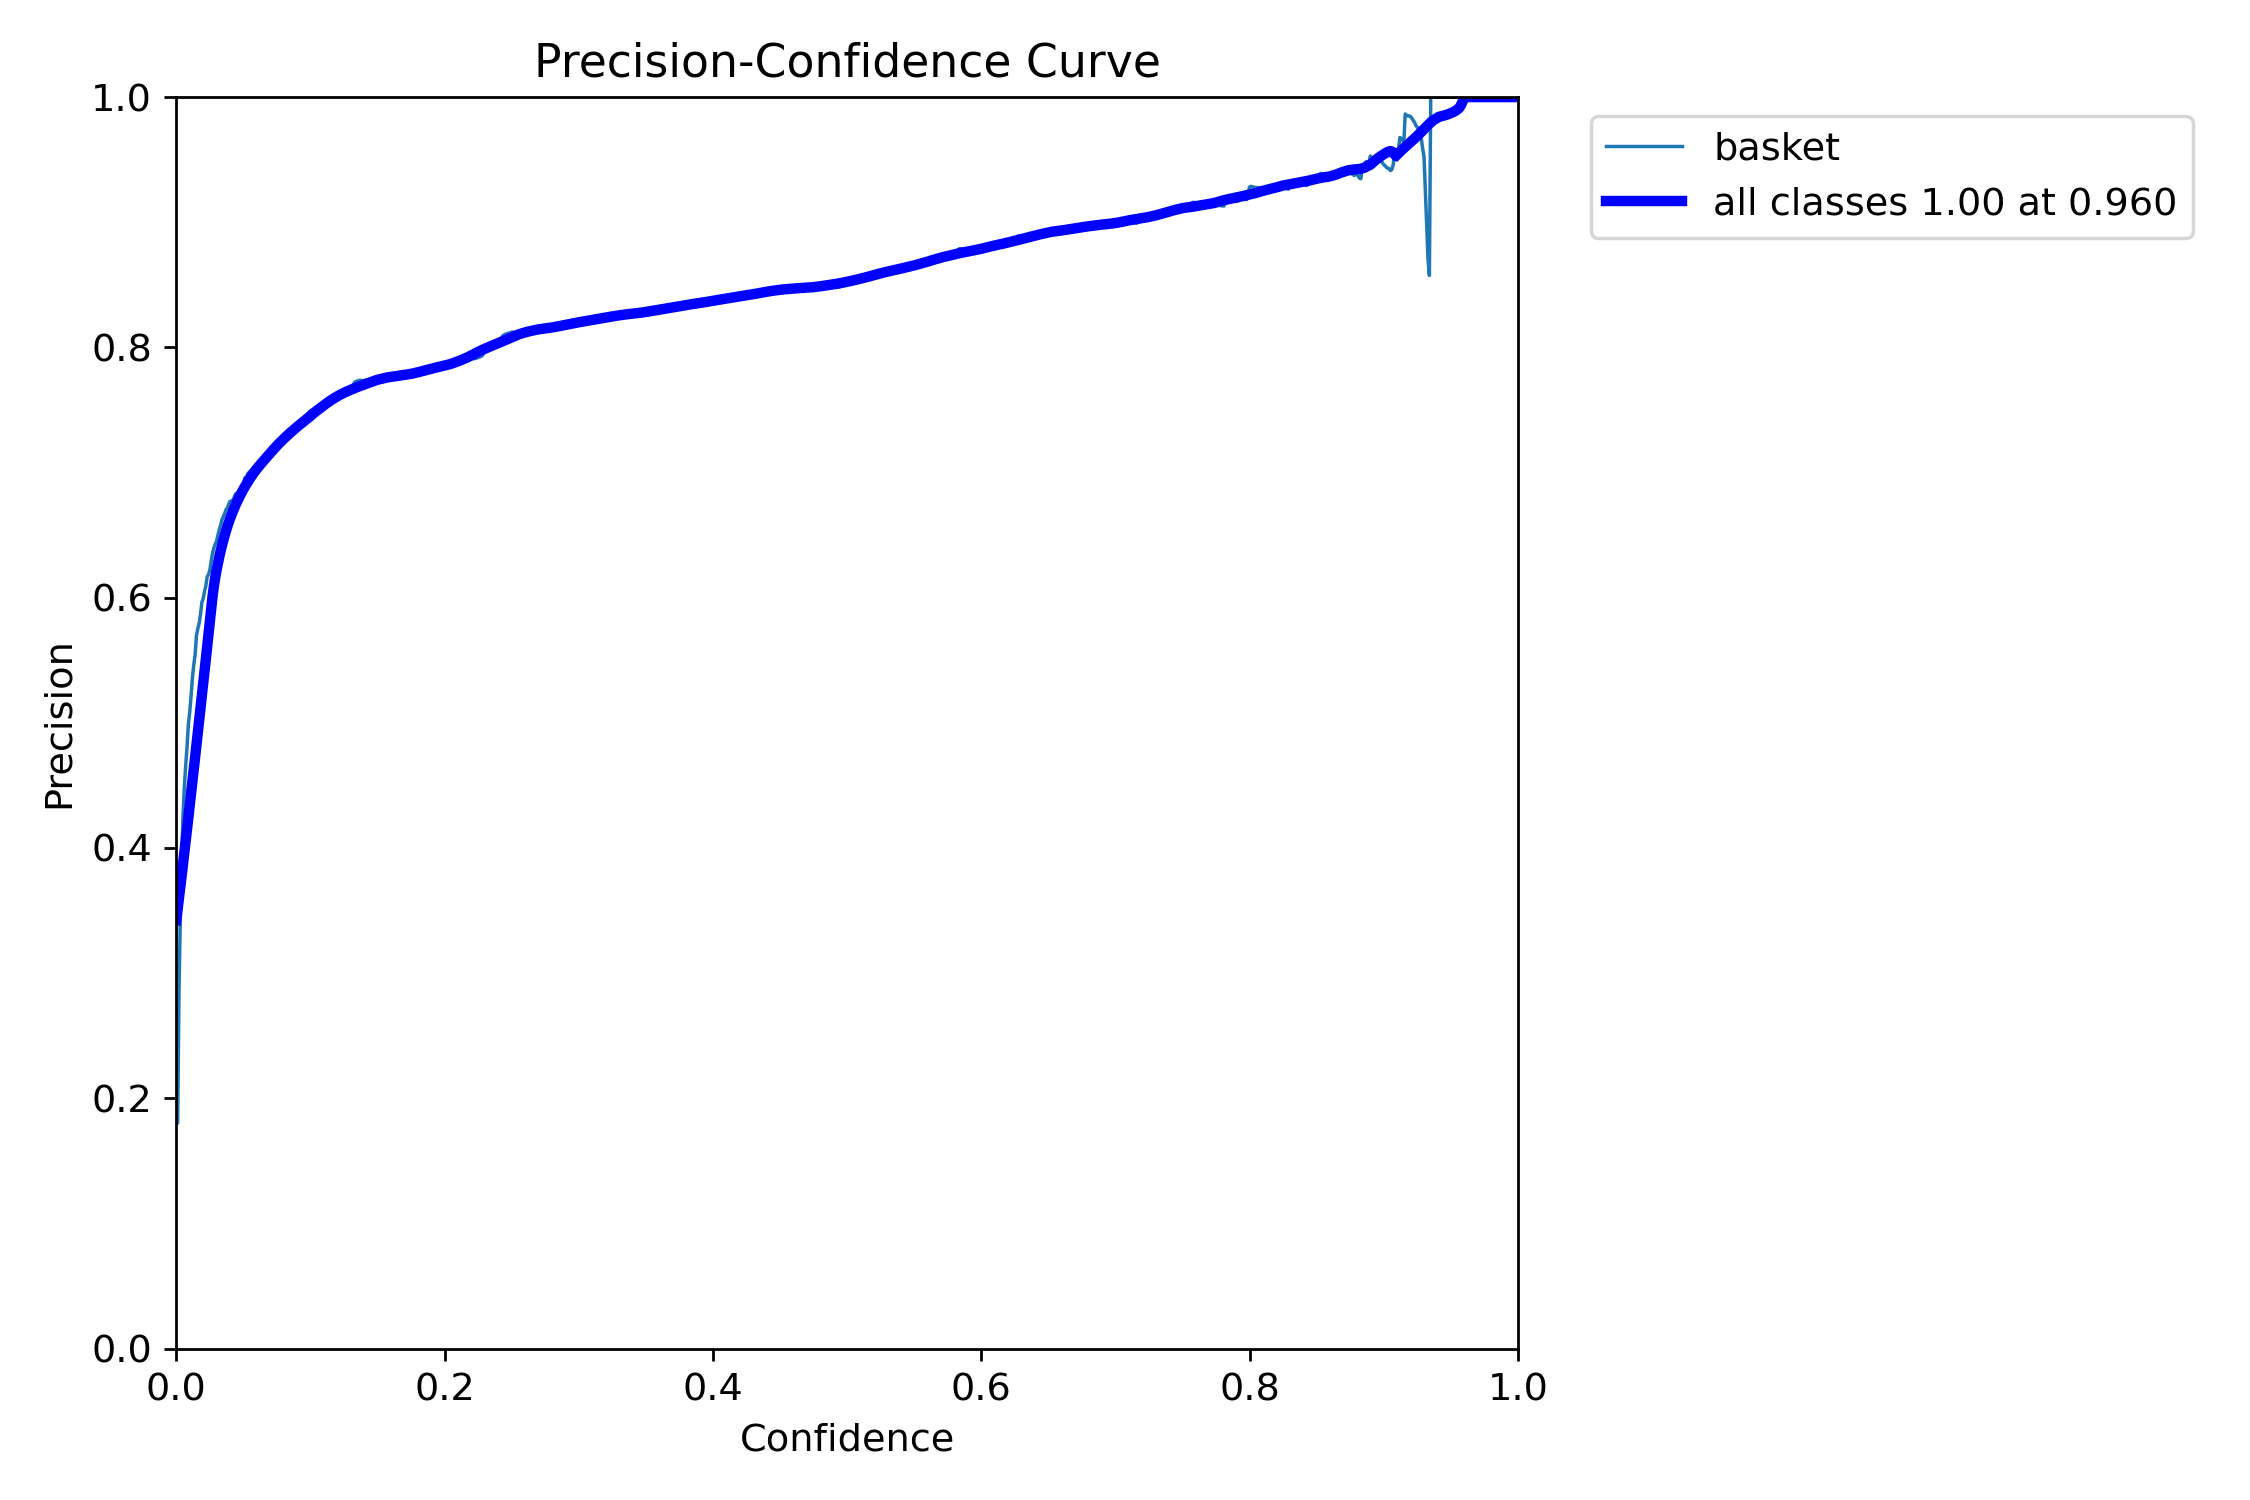 Precision-Confidence Curve
1.0
0.8
0.6
0.4
0.2
0.0
Precision
0.0 0.2 0.4 0.6 0.8 1.0
Confidence
basket
all classes 1.00 at 0.960